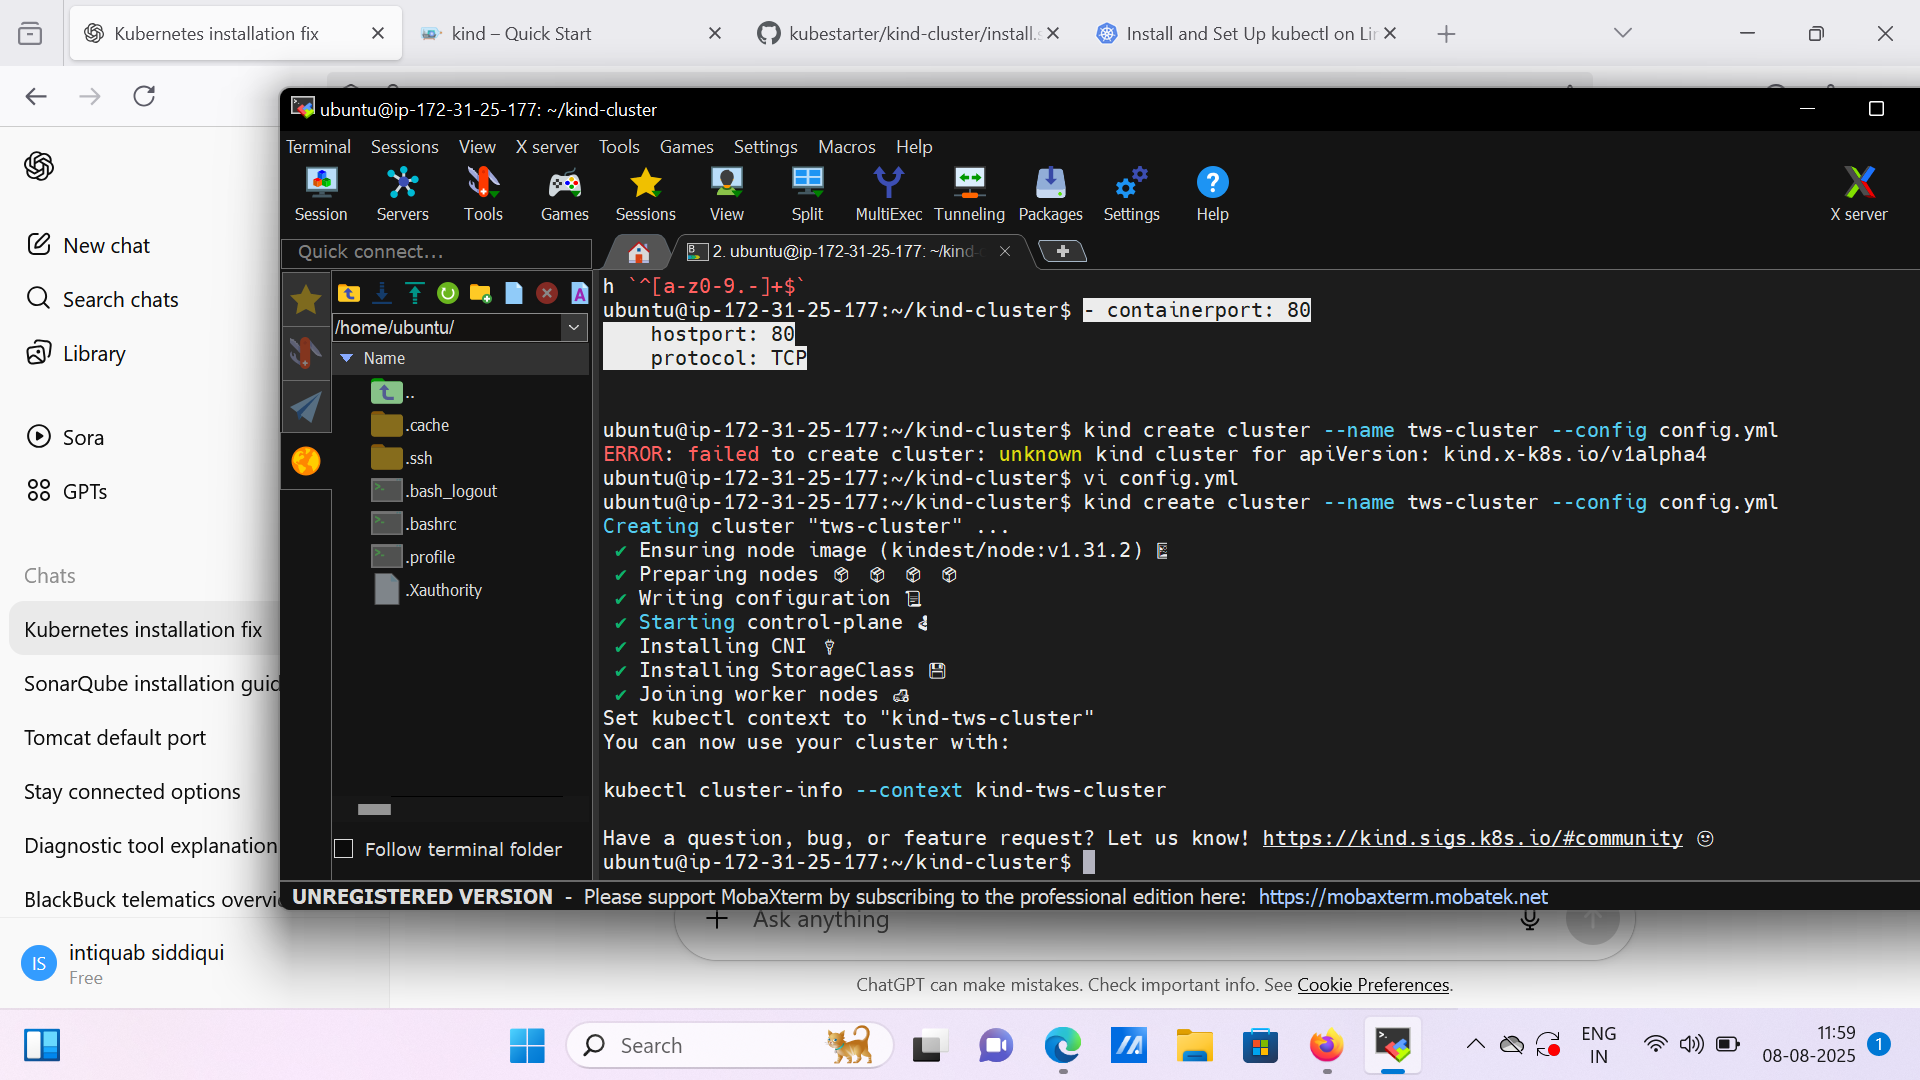 Kubernetes installation fix
kind – Quick Start
kubestarter/kind-cluster/install.s
Install and Set Up kubectl on Lin
ubuntu@ip-172-31-25-177: ~/kind-cluster
Terminal Sessions View X server Tools Games Settings Macros Help
Session Servers Tools Games Sessions View Split MultiExec Tunneling Packages Settings Help X server
Quick connect...
2. ubuntu@ip-172-31-25-177: ~/kind-
/home/ubuntu/
Name
..
.cache
.ssh
.bash_logout
.bashrc
.profile
.Xauthority
Follow terminal folder
h `^[a-z0-9.-]+$`
ubuntu@ip-172-31-25-177:~/kind-cluster$ - containerport: 80
hostport: 80
protocol: TCP
ubuntu@ip-172-31-25-177:~/kind-cluster$ kind create cluster --name tws-cluster --config config.yml
ERROR: failed to create cluster: unknown kind cluster for apiVersion: kind.x-k8s.io/v1alpha4
ubuntu@ip-172-31-25-177:~/kind-cluster$ vi config.yml
ubuntu@ip-172-31-25-177:~/kind-cluster$ kind create cluster --name tws-cluster --config config.yml
Creating cluster "tws-cluster" ...
✓ Ensuring node image (kindest/node:v1.31.2)
✓ Preparing nodes
✓ Writing configuration
✓ Starting control-plane
✓ Installing CNI
✓ Installing StorageClass
✓ Joining worker nodes
Set kubectl context to "kind-tws-cluster"
You can now use your cluster with:
kubectl cluster-info --context kind-tws-cluster
Have a question, bug, or feature request? Let us know! https://kind.sigs.k8s.io/#community
ubuntu@ip-172-31-25-177:~/kind-cluster$
UNREGISTERED VERSION - Please support MobaXterm by subscribing to the professional edition here: https://mobaxterm.mobatek.net
New chat
Search chats
Library
Sora
GPTs
Chats
Kubernetes installation fix
SonarQube installation guid
Tomcat default port
Stay connected options
Diagnostic tool explanation
BlackBuck telematics overvi
IS
intiquab siddiqui
Free
Ask anything
ChatGPT can make mistakes. Check important info. See Cookie Preferences.
Search
ENG
IN
11:59
08-08-2025
1